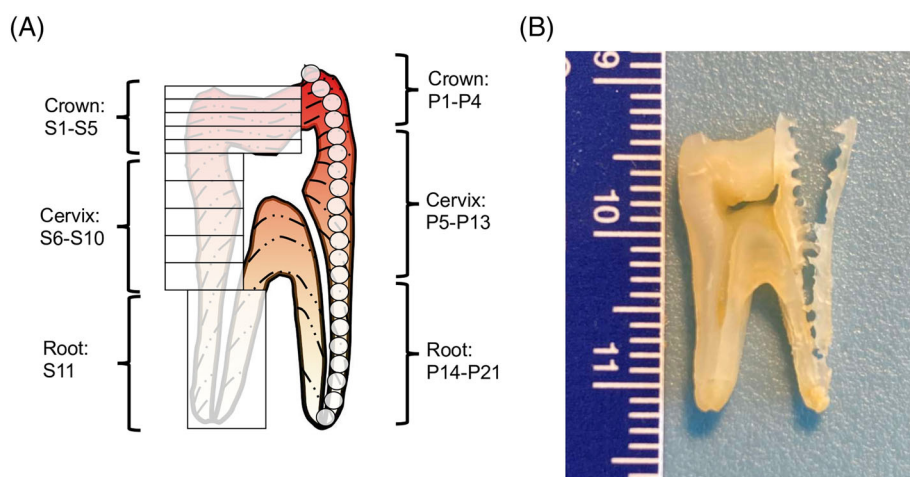 (A)
Crown:
S1-S5
Cervix:
S6-S10
Root:
S11
Crown:
P1-P4
Cervix:
P5-P13
Root:
P14-P21
(B)
9
10
11